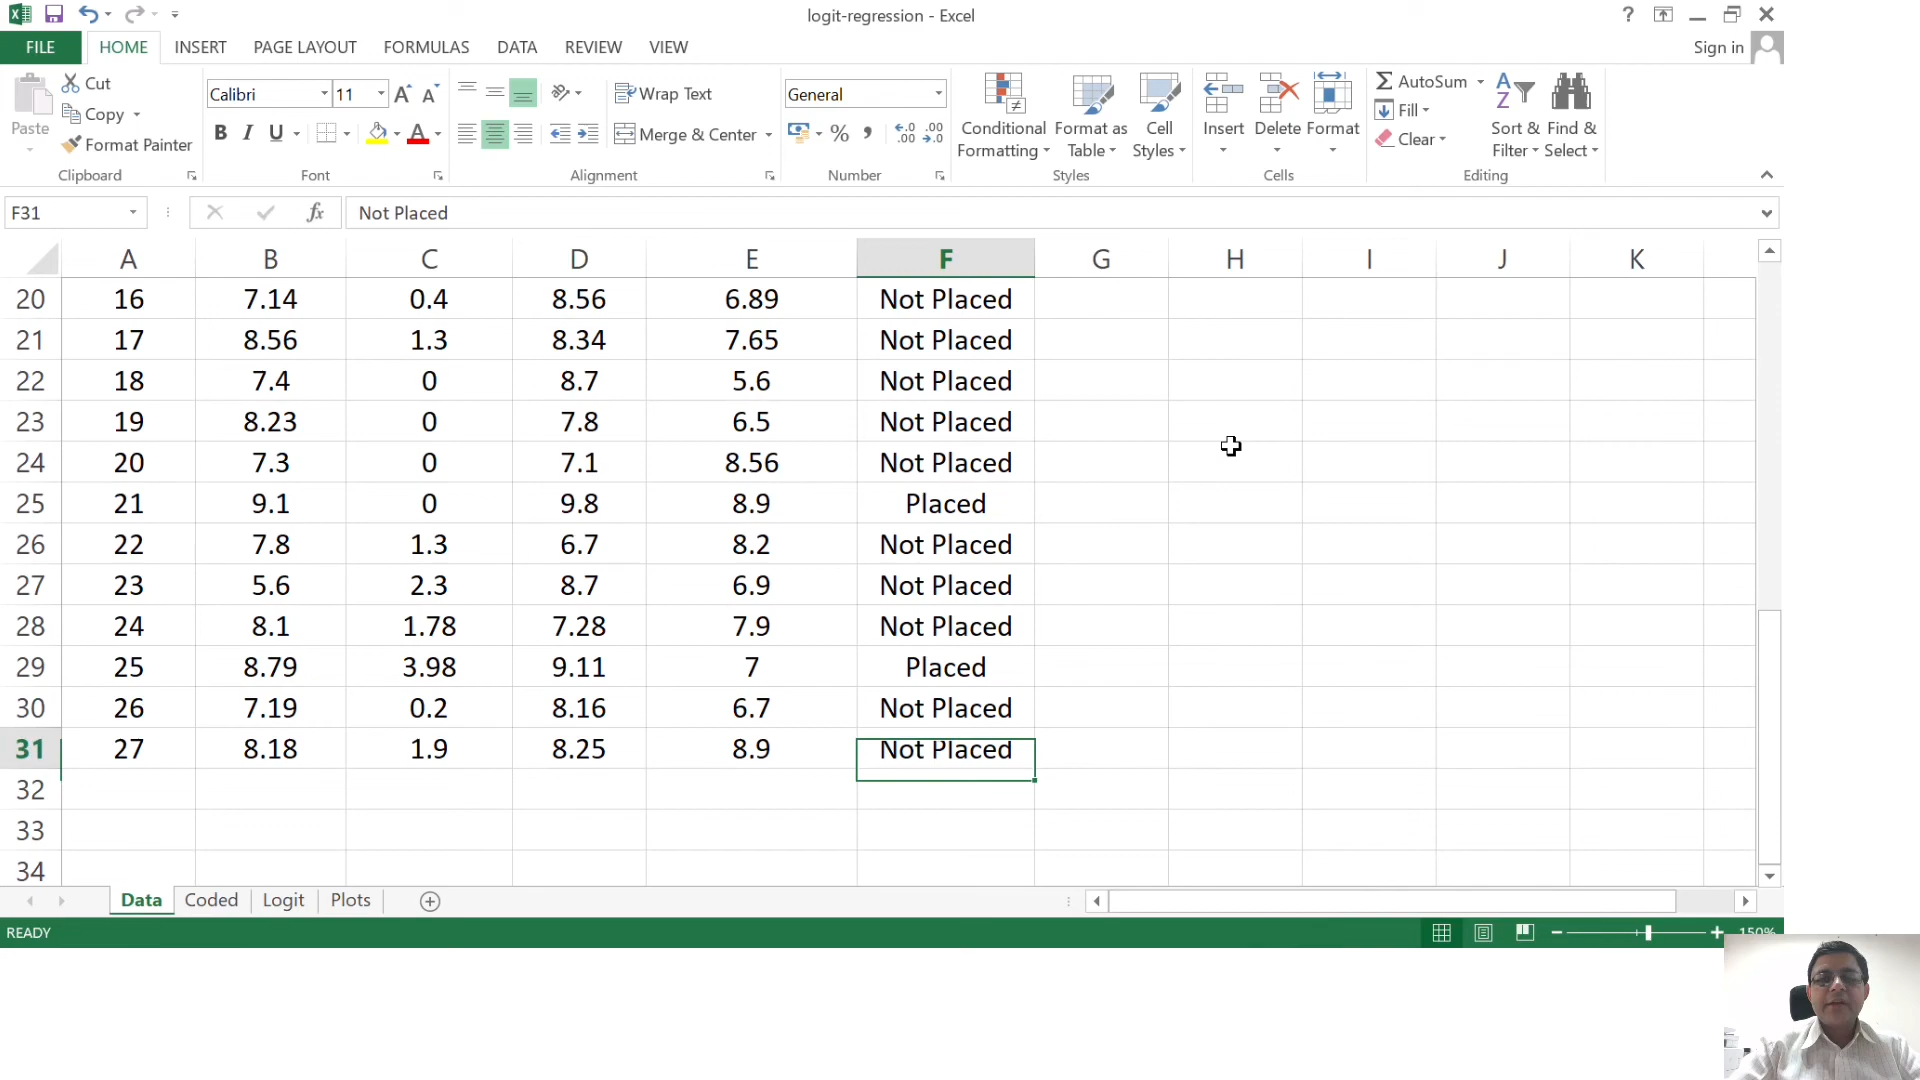 logit-regression - Excel
?
FILE HOME INSERT PAGE LAYOUT FORMULAS DATA REVIEW VIEW Sign in
Paste Cut Copy Format Painter Clipboard
Calibri 11 A A B I U A Font
Wrap Text Merge & Center Alignment
General % , .0 .00 .00 .0 Number
Conditional Formatting Format as Table Cell Styles Styles
Insert Delete Format Cells
AutoSum Fill Clear Sort & Filter Find & Select Editing
F31 fx Not Placed
A B C D E F G H I J K
20 16 7.14 0.4 8.56 6.89 Not Placed
21 17 8.56 1.3 8.34 7.65 Not Placed
22 18 7.4 0 8.7 5.6 Not Placed
23 19 8.23 0 7.8 6.5 Not Placed
24 20 7.3 0 7.1 8.56 Not Placed
25 21 9.1 0 9.8 8.9 Placed
26 22 7.8 1.3 6.7 8.2 Not Placed
27 23 5.6 2.3 8.7 6.9 Not Placed
28 24 8.1 1.78 7.28 7.9 Not Placed
29 25 8.79 3.98 9.11 7 Placed
30 26 7.19 0.2 8.16 6.7 Not Placed
31 27 8.18 1.9 8.25 8.9 Not Placed
32
33
34
Data Coded Logit Plots
READY 150%